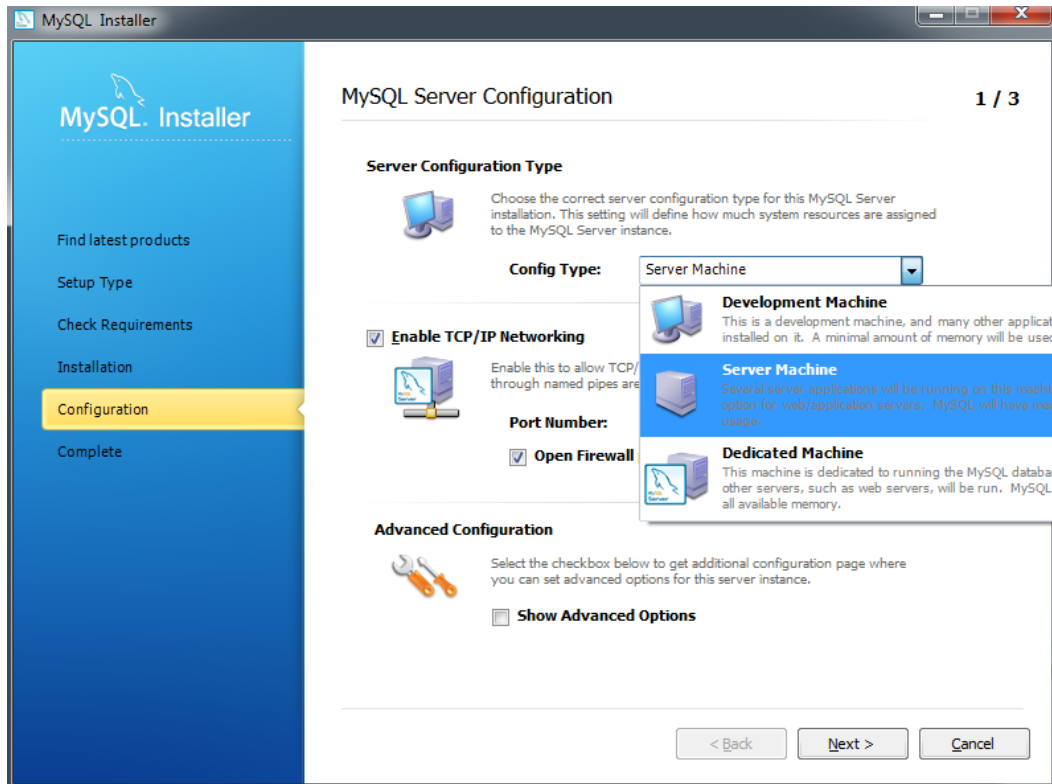 MySQL Installer
MySQL. Installer
Find latest products
Setup Type
Check Requirements
Installation
Configuration
Complete
MySQL Server Configuration
1 / 3
Server Configuration Type
Choose the correct server configuration type for this MySQL Server
installation. This setting will define how much system resources are assigned
to the MySQL Server instance.
Config Type:
Server Machine
Development Machine
This is a development machine, and many other applicat
installed on it. A minimal amount of memory will be used
Server Machine
Several server applications will be running on this machi
option for web/application servers. MySQL will have me
usage.
Dedicated Machine
This machine is dedicated to running the MySQL databa
other servers, such as web servers, will be run. MySQL
all available memory.
Enable TCP/IP Networking
Enable this to allow TCP/
through named pipes are
Port Number:
Open Firewall
Advanced Configuration
Select the checkbox below to get additional configuration page where
you can set advanced options for this server instance.
Show Advanced Options
< Back
Next >
Cancel